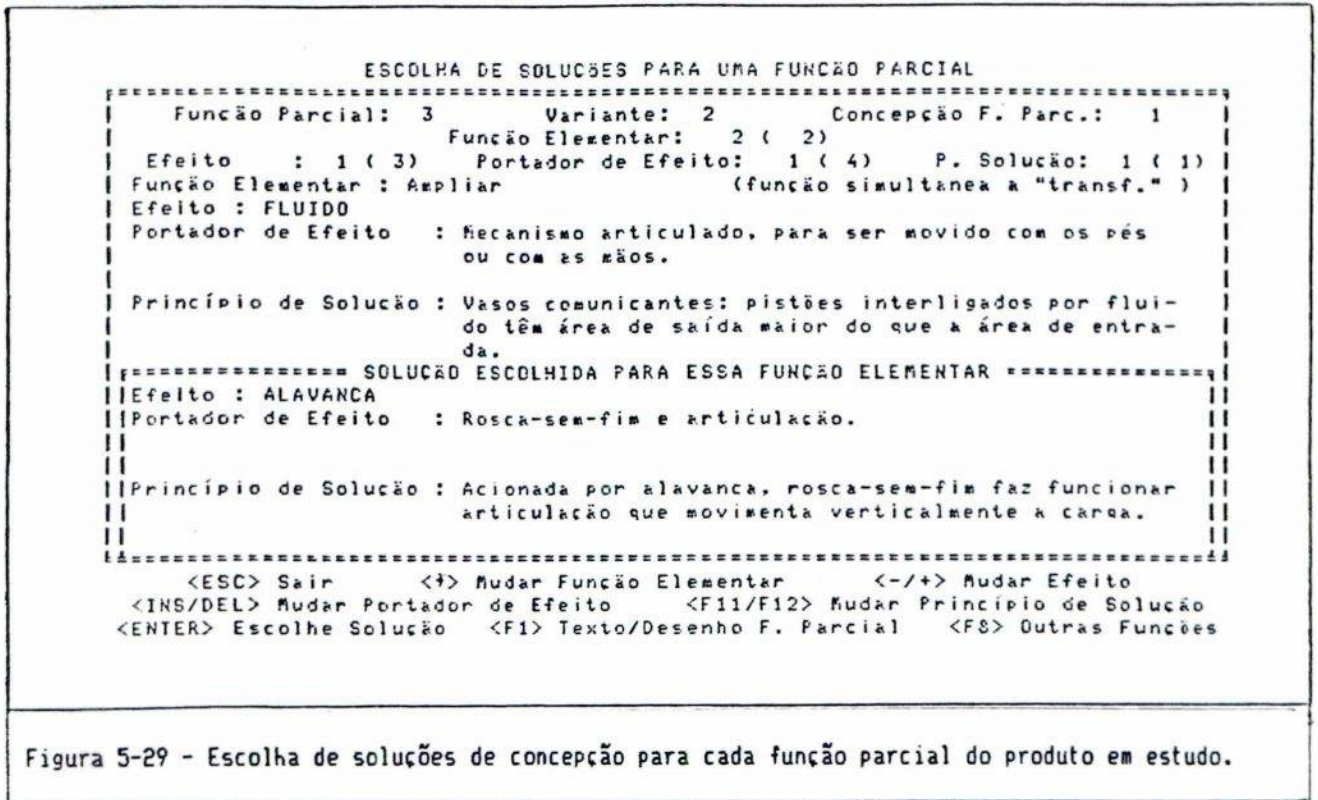 ESCOLHA DE SOLUCÕES PARA UMA FUNCÃO PARCIAL
Funcão Parcial: 3 Variante: 2 Concepcão F. Parc.: 1
Funcão Elementar: 2 ( 2)
Efeito : 1 ( 3) Portador de Efeito: 1 ( 4) P. Solucão: 1 ( 1)
Funcão Elementar : Ampliar (funcão simultanea a "transf." )
Efeito : FLUIDO
Portador de Efeito : Mecanismo articulado, para ser movido com os pés
ou com as mãos.
Princípio de Solucão : Vasos comunicantes: pistões interligados por flui-
do têm área de saída maior do que a área de entra-
da.
SOLUCÃO ESCOLHIDA PARA ESSA FUNCÃO ELEMENTAR
Efeito : ALAVANCA
Portador de Efeito : Rosca-sem-fim e articulacão.
Princípio de Solucão : Acionada por alavanca, rosca-sem-fim faz funcionar
articulacão que movimenta verticalmente a carga.
<ESC> Sair <> Mudar Funcão Elementar <-/+> Mudar Efeito
<INS/DEL> Mudar Portador de Efeito <F11/F12> Mudar Princípio de Solucão
<ENTER> Escolhe Solucão <F1> Texto/Desenho F. Parcial <F8> Outras Funcões
Figura 5-29 - Escolha de soluções de concepção para cada função parcial do produto em estudo.